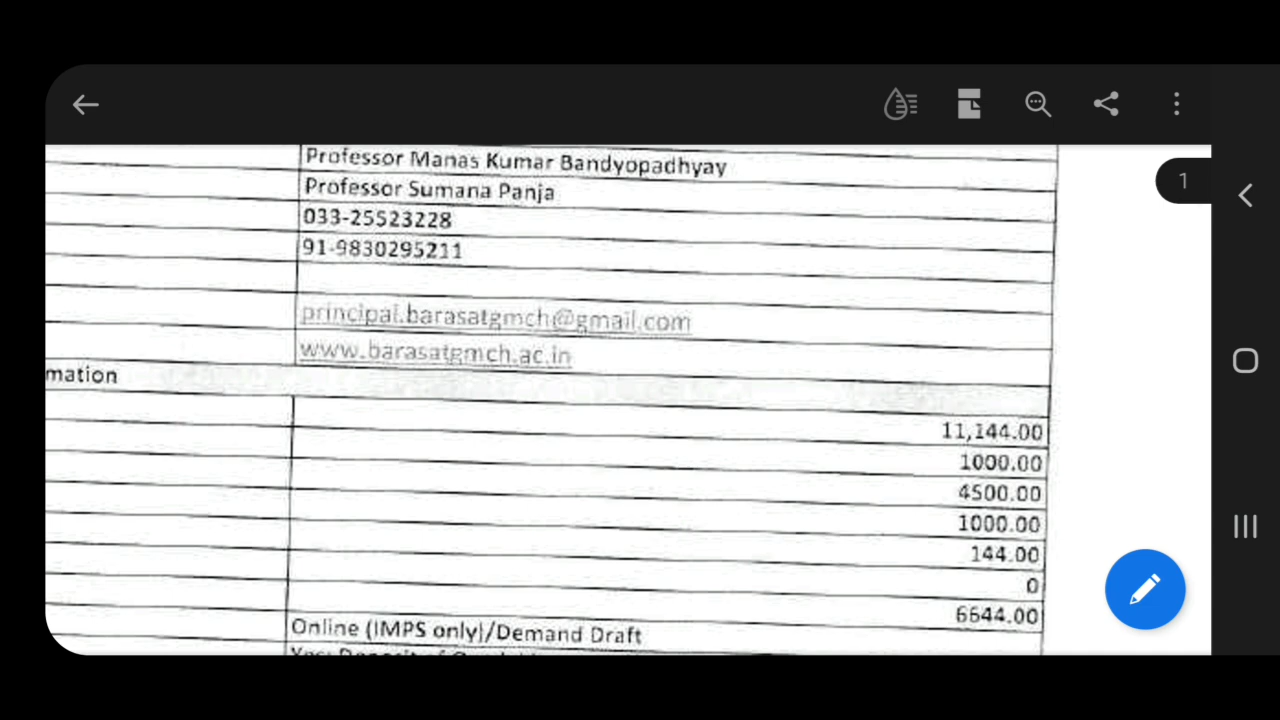 1
Professor Manas Kumar Bandyopadhyay
Professor Sumana Panja
033-25523228
91-9830295211
principal.barasatgmch@gmail.com
www.barasatgmch.ac.in
mation
11,144.00
1000.00
4500.00
1000.00
144.00
0
6644.00
Online (IMPS only)/Demand Draft